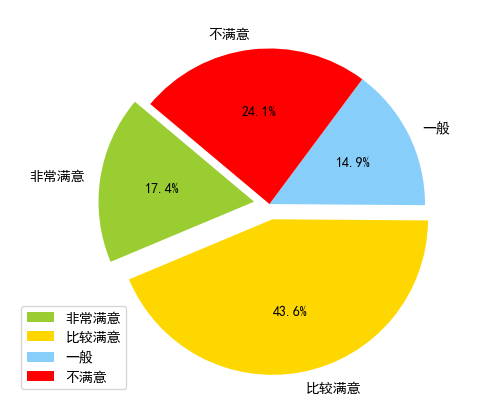 不满意
24.1%
一般
14.9%
非常满意
17.4%
43.6%
比较满意
非常满意
比较满意
一般
不满意